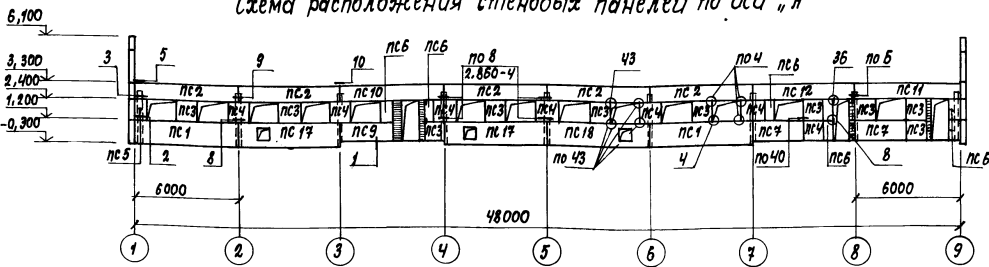 Схема расположения стеновых панелей по оси „А"
6,100
3,300
2,400
1,200
-0,300
3 5 9 10 пс6 пс6 по 8 2.860-4 43 по 4 пс6 36 по 5
пс2 пс2 пс10 пс2 пс2 пс2 пс12 пс11
пс3 пс3 пс4 пс3 пс4 пс4 пс3 пс4 пс3 пс4 пс3 пс4 пс3 пс3 пс3
пс1 пс17 пс9 пс3 пс17 пс18 пс1 пс7 пс4 пс7
пс5 2 8 1 по 43 4 по 40 пс6 8 пс6
6000 6000
48000
1 2 3 4 5 6 7 8 9